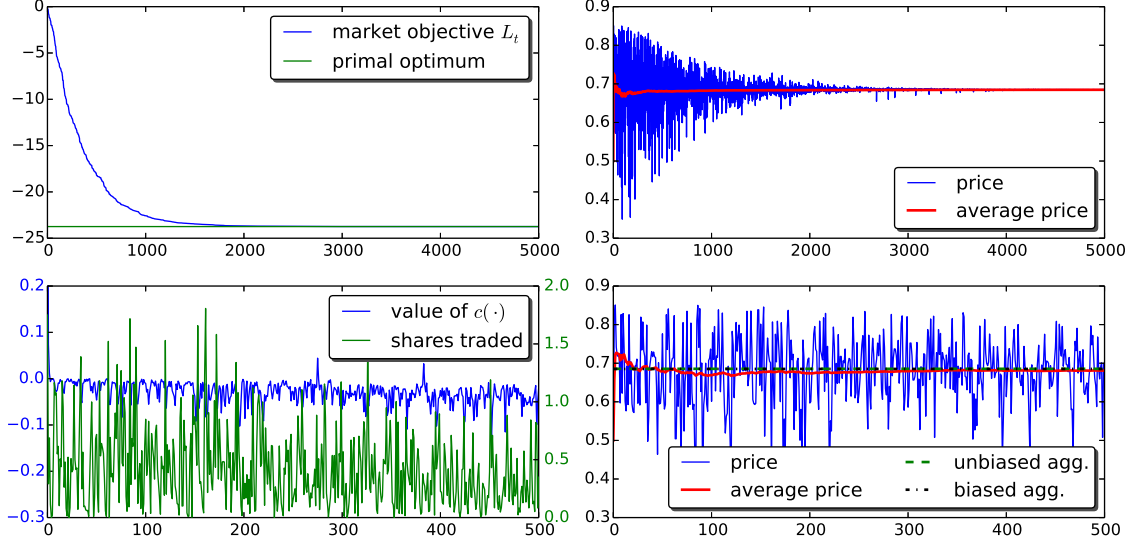 0
−5
−10
−15
−20
−25
0 1000 2000 3000 4000 5000
market objective L_t
primal optimum
0.9
0.8
0.7
0.6
0.5
0.4
0.3
0 1000 2000 3000 4000 5000
price
average price
0.2
0.1
0.0
−0.1
−0.2
−0.3
0 100 200 300 400 500
2.0
1.5
1.0
0.5
0.0
value of c(·)
shares traded
0.9
0.8
0.7
0.6
0.5
0.4
0.3
0 100 200 300 400 500
price
average price
unbiased agg.
biased agg.